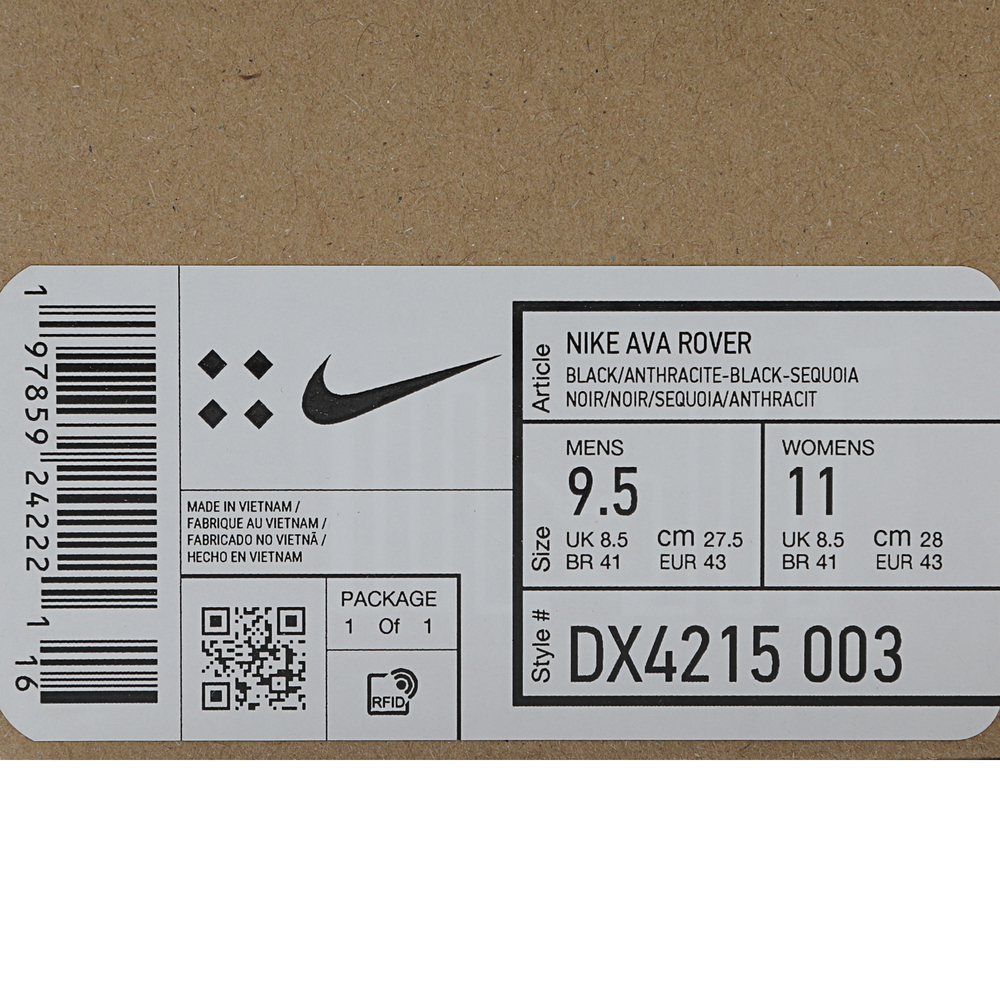 1 97859 24222 1 16
MADE IN VIETNAM /
FABRIQUE AU VIETNAM /
FABRICADO NO VIETNÃ /
HECHO EN VIETNAM
PACKAGE
1 Of 1
RFID
Article
NIKE AVA ROVER
BLACK/ANTHRACITE-BLACK-SEQUOIA
NOIR/NOIR/SEQUOIA/ANTHRACIT
Size
MENS
9.5
UK 8.5 cm 27.5
BR 41 EUR 43
WOMENS
11
UK 8.5 cm 28
BR 41 EUR 43
Style #
DX4215 003